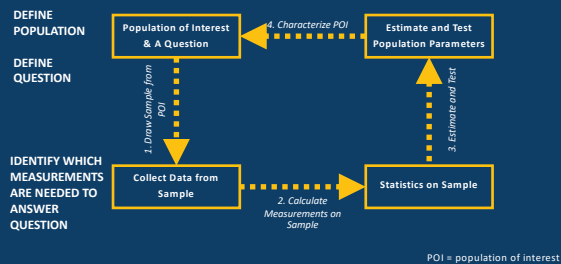 DEFINE
POPULATION
DEFINE
QUESTION
Population of Interest
& A Question
4. Characterize POI
Estimate and Test
Population Parameters
1. Draw Sample from
POI
3. Estimate and Test
IDENTIFY WHICH
MEASUREMENTS
ARE NEEDED TO
ANSWER
QUESTION
Collect Data from
Sample
2. Calculate
Measurements on
Sample
Statistics on Sample
POI = population of interest